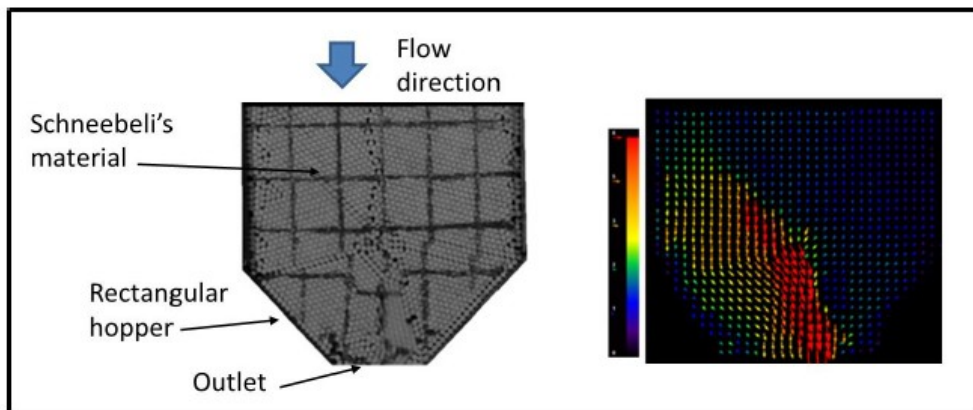 Flow
direction
Schneebeli's
material
Rectangular
hopper
Outlet